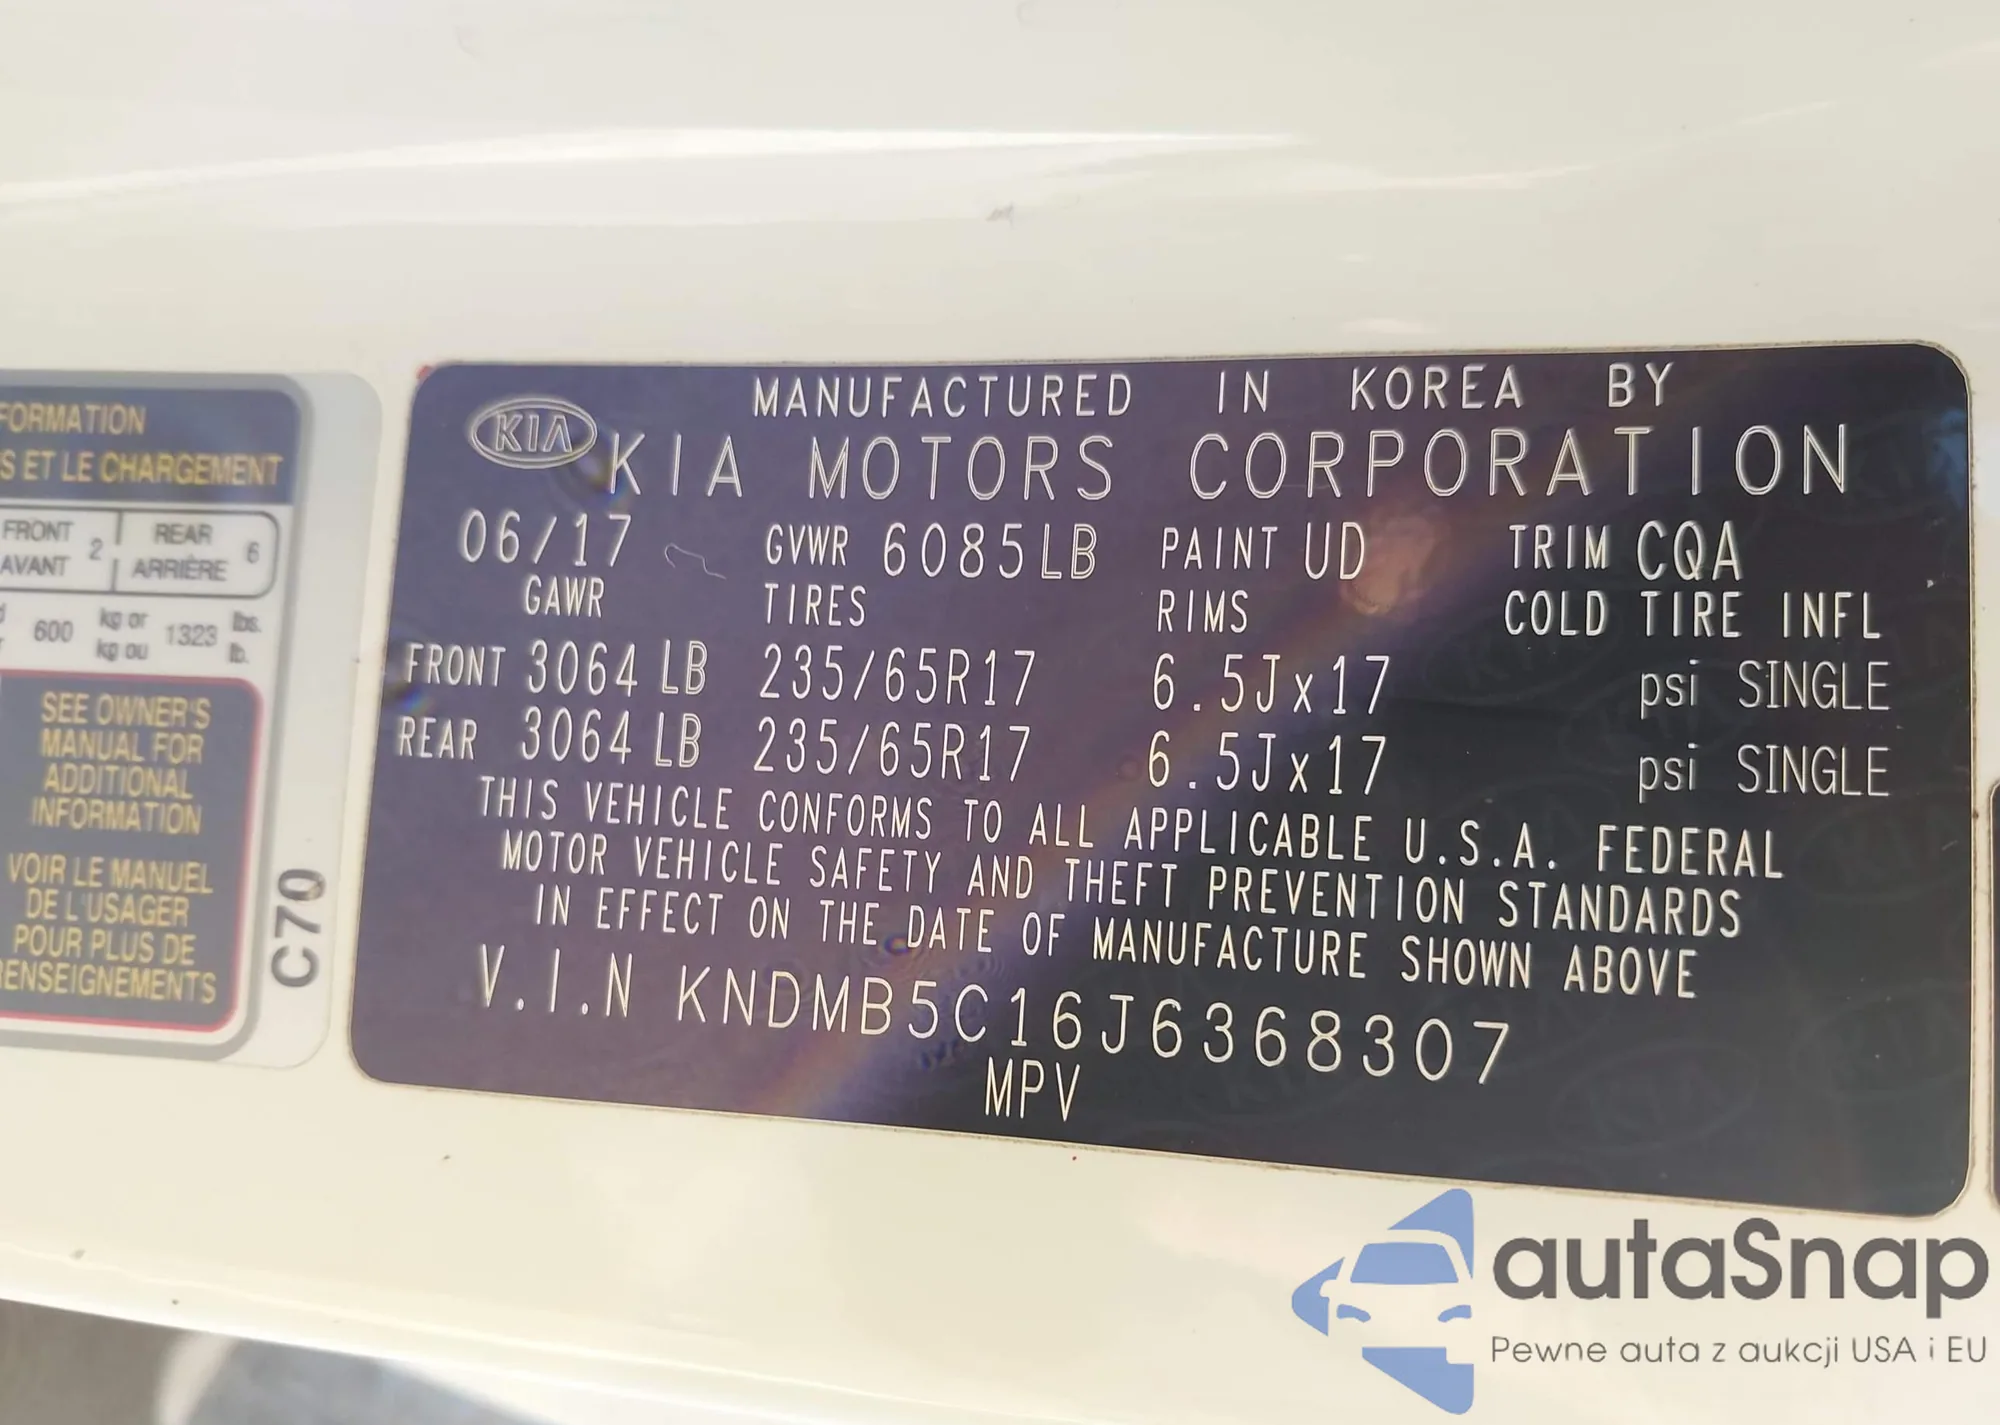 FORMATION
S ET LE CHARGEMENT
FRONT
AVANT 2
REAR
ARRIÈRE 6
600 kg or 1323 lbs.
kg ou lb.
SEE OWNER'S
MANUAL FOR
ADDITIONAL
INFORMATION
VOIR LE MANUEL
DE L'USAGER
POUR PLUS DE
RENSEIGNEMENTS
C70
MANUFACTURED IN KOREA BY
KIA KIA MOTORS CORPORATION
06/17 GVWR 6085LB PAINT UD TRIM CQA
GAWR TIRES RIMS COLD TIRE INFL
FRONT 3064 LB 235/65R17 6.5Jx17 psi SINGLE
REAR 3064 LB 235/65R17 6.5Jx17 psi SINGLE
THIS VEHICLE CONFORMS TO ALL APPLICABLE U.S.A. FEDERAL
MOTOR VEHICLE SAFETY AND THEFT PREVENTION STANDARDS
IN EFFECT ON THE DATE OF MANUFACTURE SHOWN ABOVE
V.I.N KNDMB5C16J6368307
MPV
autaSnap
Pewne auta z aukcji USA i EU